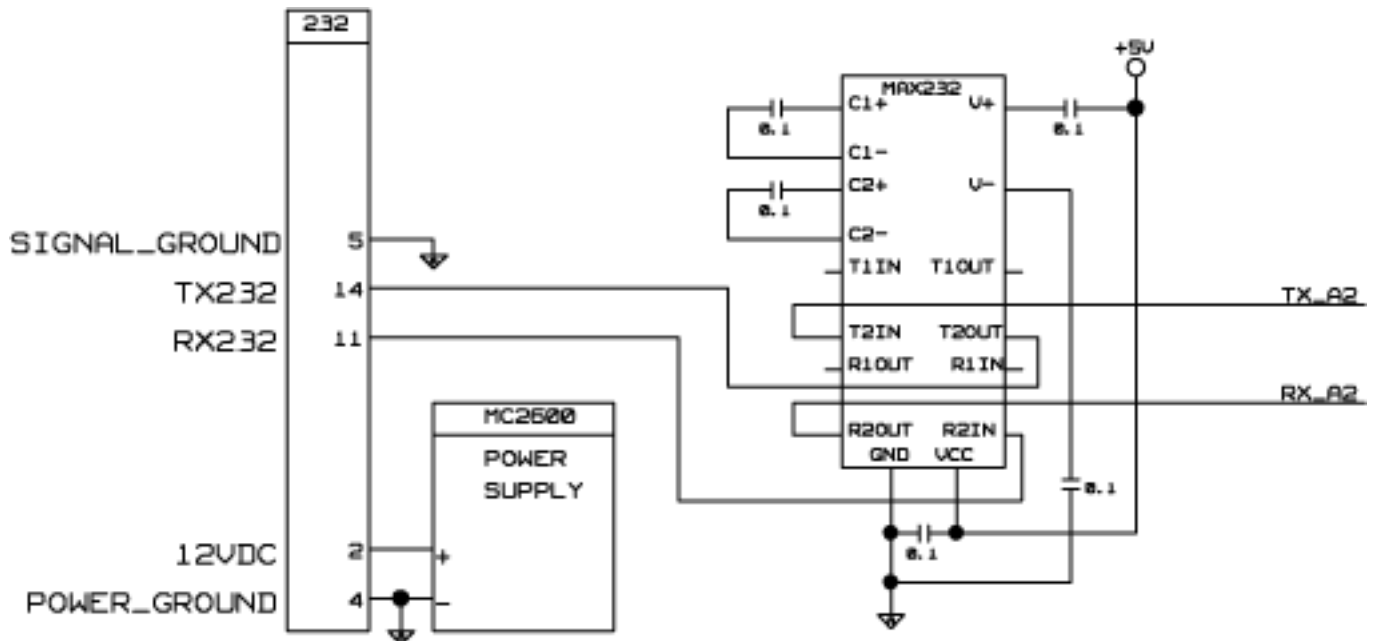 232
+5V
MAX232
C1+
V+
0.1
0.1
C1-
C2+
V-
0.1
C2-
SIGNAL_GROUND
5
T1IN
T1OUT
TX232
14
TX_A2
RX232
11
T2IN
T2OUT
R1OUT
R1IN
RX_A2
MC2600
R2OUT
R2IN
GND
VCC
POWER
SUPPLY
0.1
0.1
12VDC
2
+
POWER_GROUND
4
-